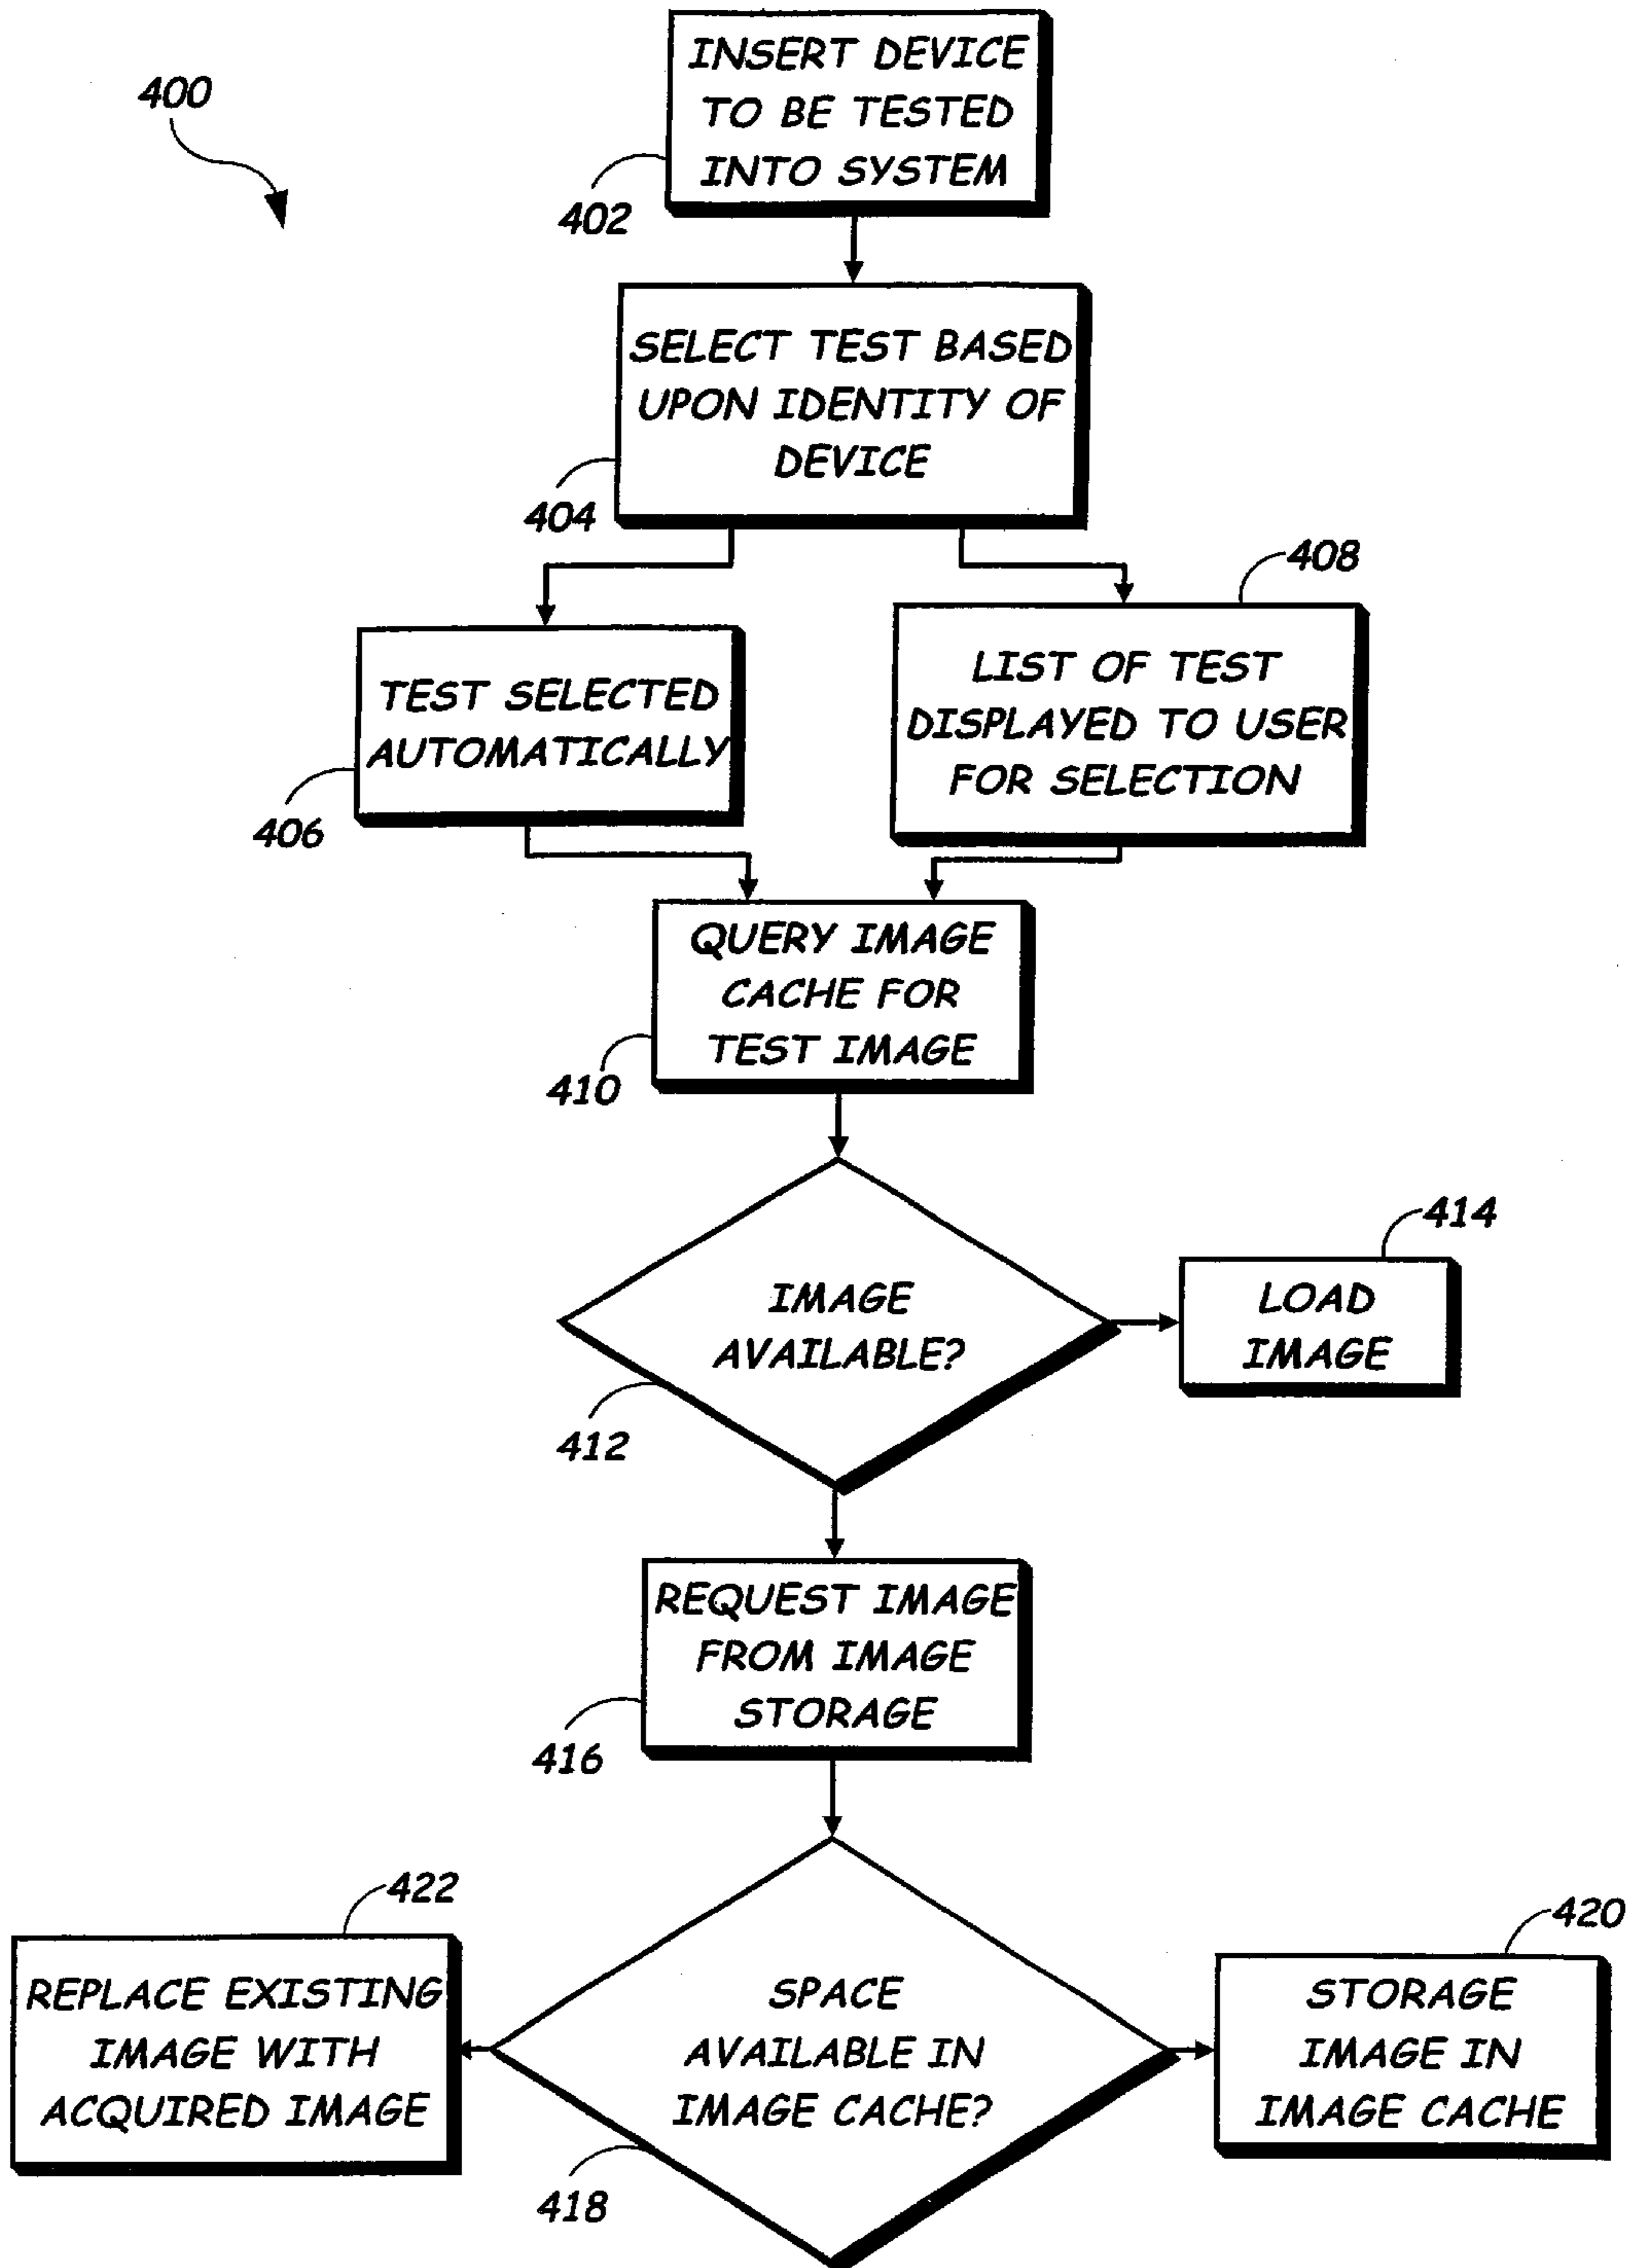 400
INSERT DEVICE
TO BE TESTED
INTO SYSTEM
402
SELECT TEST BASED
UPON IDENTITY OF
DEVICE
404
TEST SELECTED
AUTOMATICALLY
406
408
LIST OF TEST
DISPLAYED TO USER
FOR SELECTION
QUERY IMAGE
CACHE FOR
TEST IMAGE
410
IMAGE
AVAILABLE?
412
414
LOAD
IMAGE
REQUEST IMAGE
FROM IMAGE
STORAGE
416
422
REPLACE EXISTING
IMAGE WITH
ACQUIRED IMAGE
SPACE
AVAILABLE IN
IMAGE CACHE?
418
420
STORAGE
IMAGE IN
IMAGE CACHE